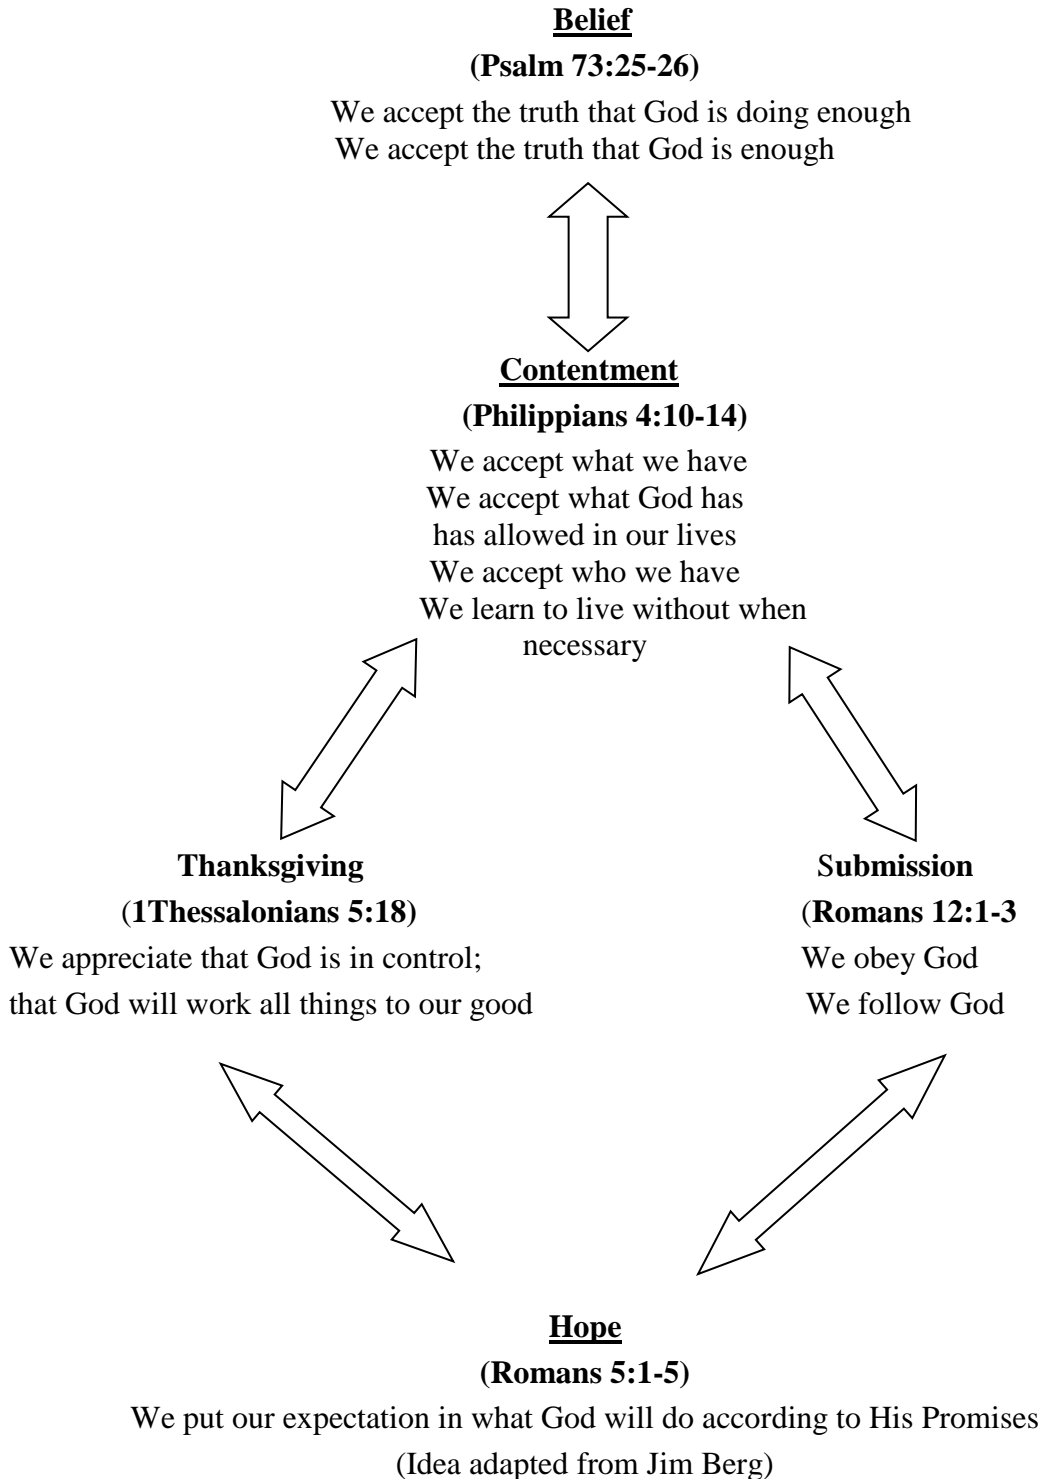 Belief
(Psalm 73:25-26)
We accept the truth that God is doing enough
We accept the truth that God is enough
Contentment
(Philippians 4:10-14)
We accept what we have
We accept what God has
has allowed in our lives
We accept who we have
We learn to live without when
necessary
Thanksgiving
(1Thessalonians 5:18)
We appreciate that God is in control;
that God will work all things to our good
Submission
(Romans 12:1-3
We obey God
We follow God
Hope
(Romans 5:1-5)
We put our expectation in what God will do according to His Promises
(Idea adapted from Jim Berg)